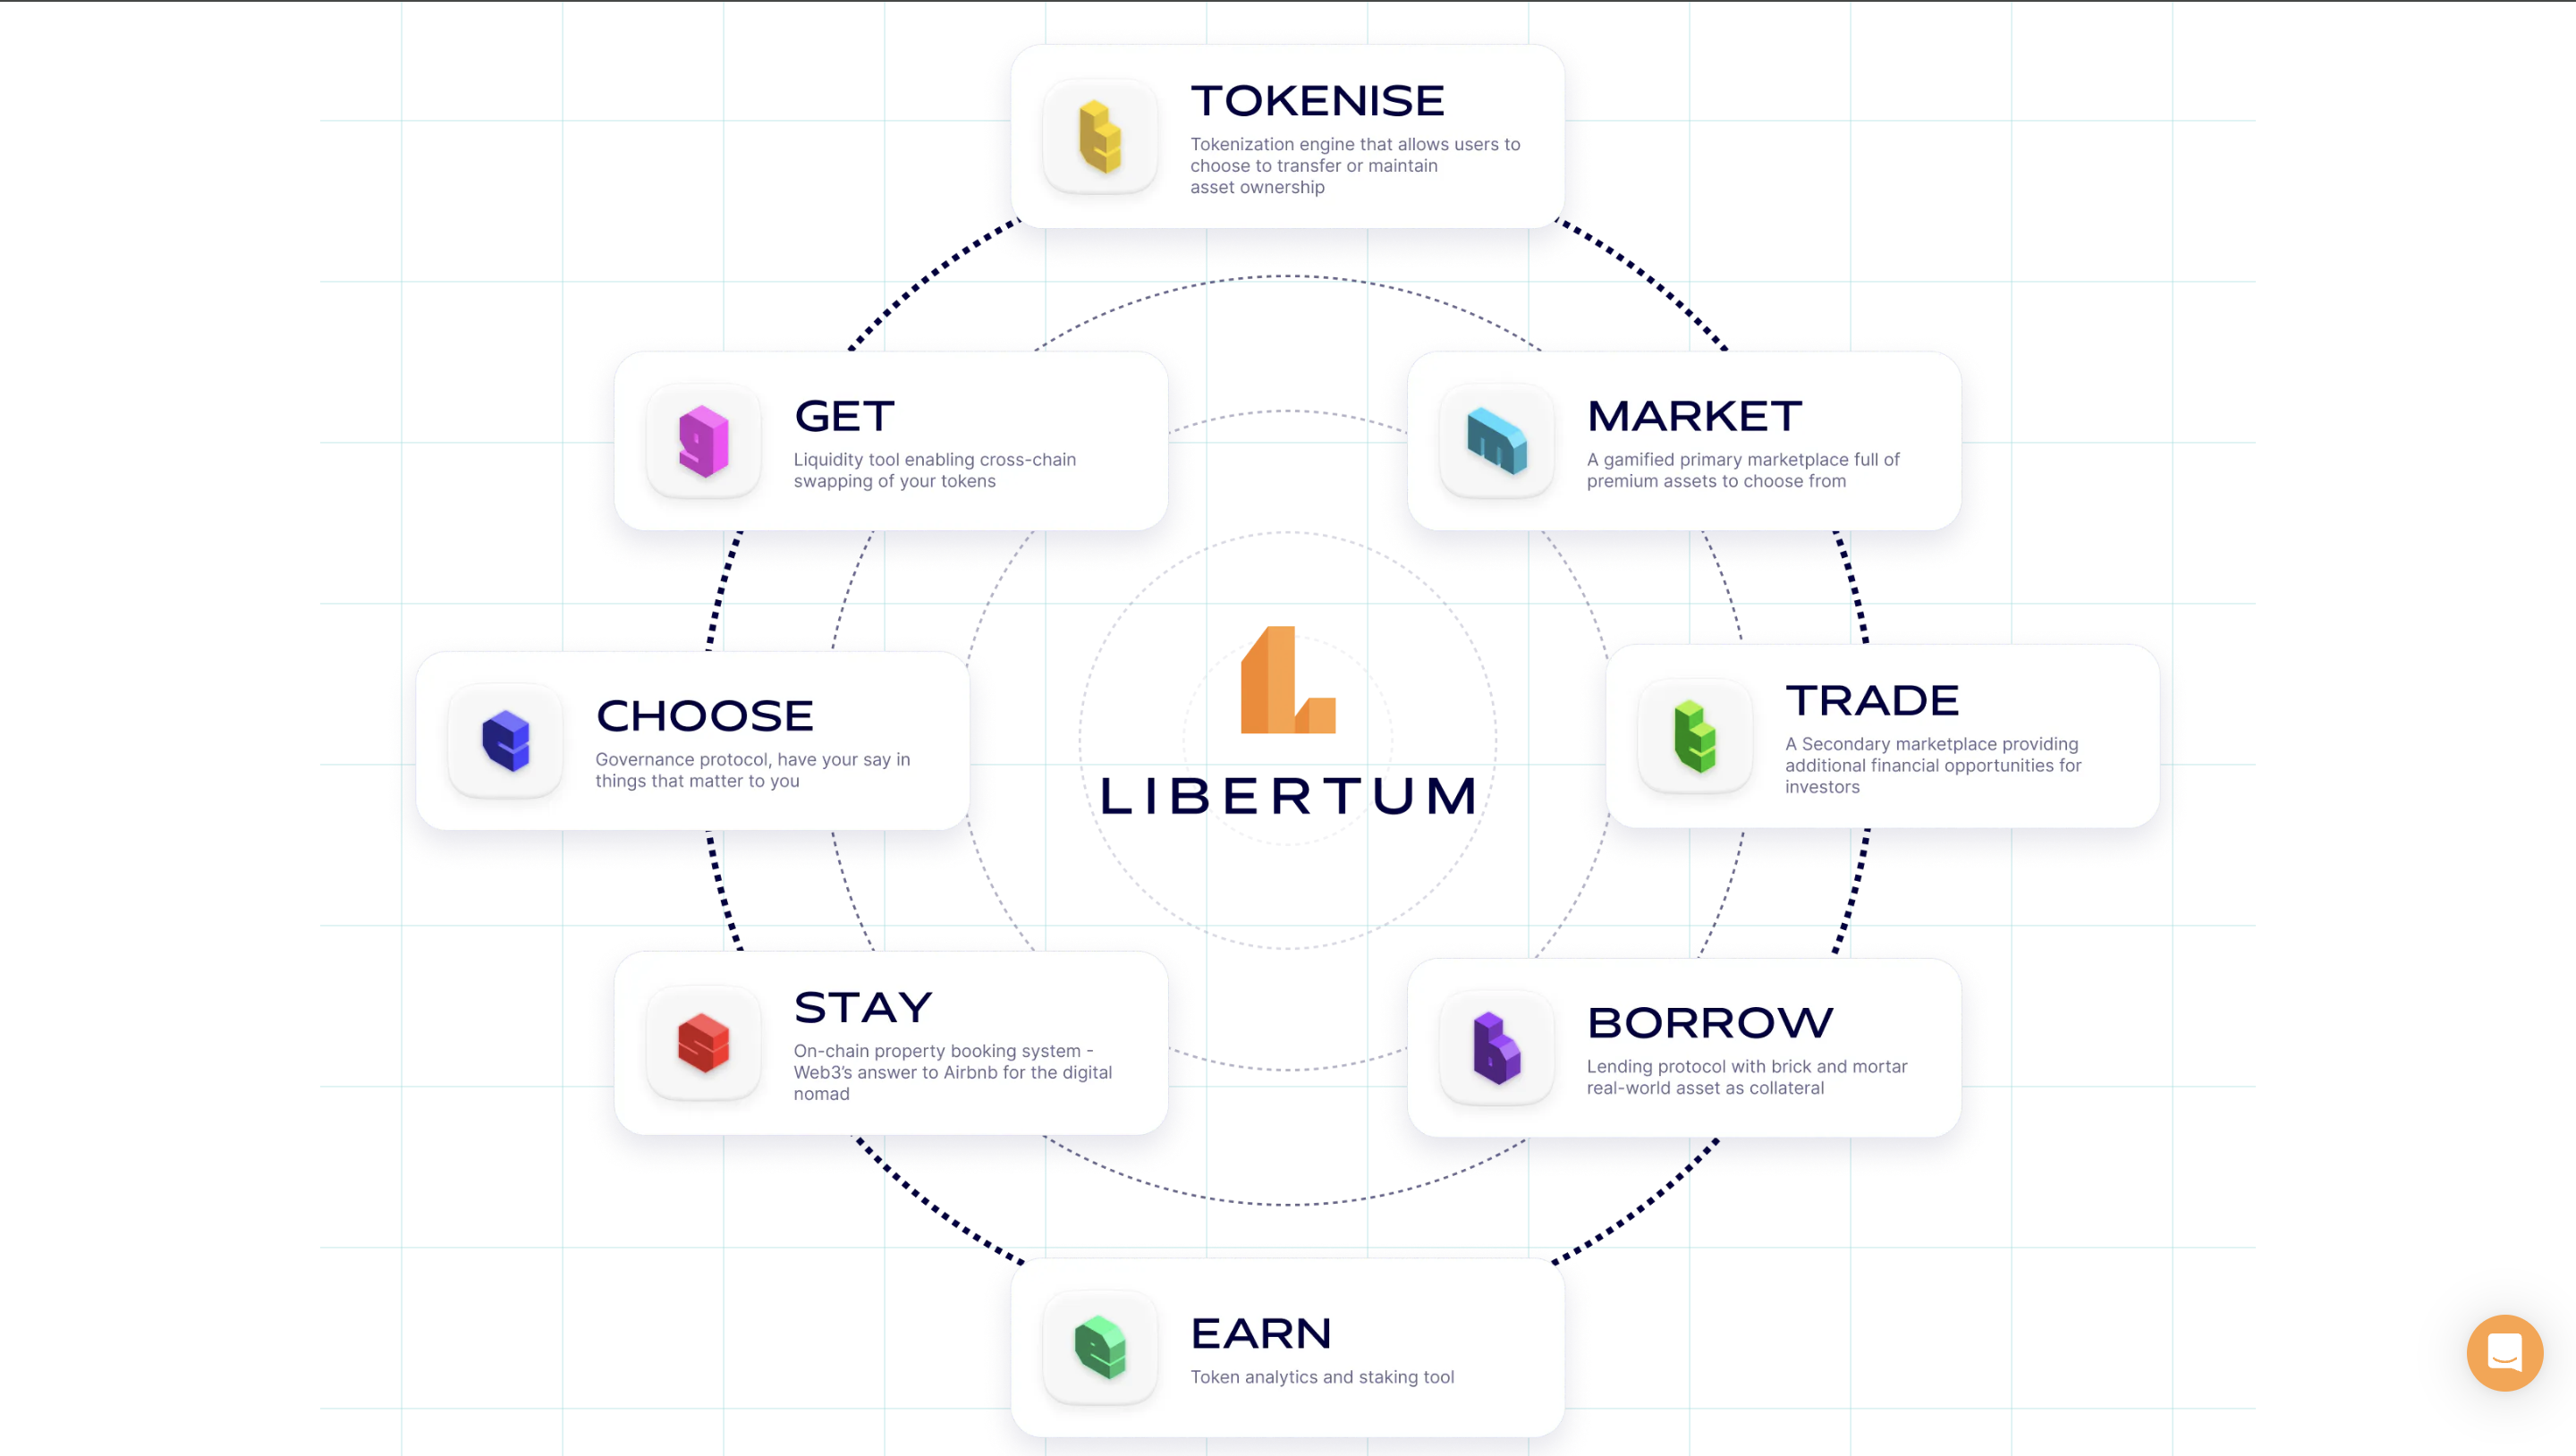 TOKENISE
Tokenization engine that allows users to
choose to transfer or maintain
asset ownership
GET
Liquidity tool enabling cross-chain
swapping of your tokens
MARKET
A gamified primary marketplace full of
premium assets to choose from
CHOOSE
Governance protocol, have your say in
things that matter to you
LIBERTUM
TRADE
A Secondary marketplace providing
additional financial opportunities for
investors
STAY
On-chain property booking system -
Web3’s answer to Airbnb for the digital
nomad
BORROW
Lending protocol with brick and mortar
real-world asset as collateral
EARN
Token analytics and staking tool